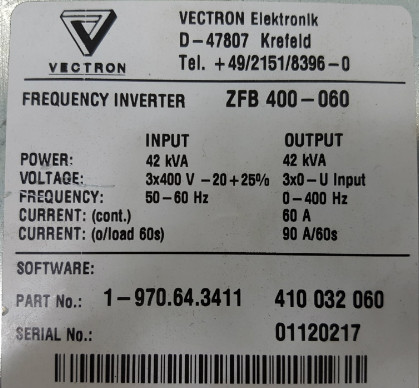 VECTRON
VECTRON Elektronik
D-47807 Krefeld
Tel. +49/2151/8396-0
FREQUENCY INVERTER ZFB 400-060
INPUT OUTPUT
POWER: 42 kVA 42 kVA
VOLTAGE: 3x400 V -20+25% 3x0-U Input
FREQUENCY: 50-60 Hz 0-400 Hz
CURRENT: (cont.) 60 A
CURRENT: (o/load 60s) 90 A/60s
SOFTWARE:
PART No.: 1-970.64.3411 410 032 060
SERIAL No.: 01120217